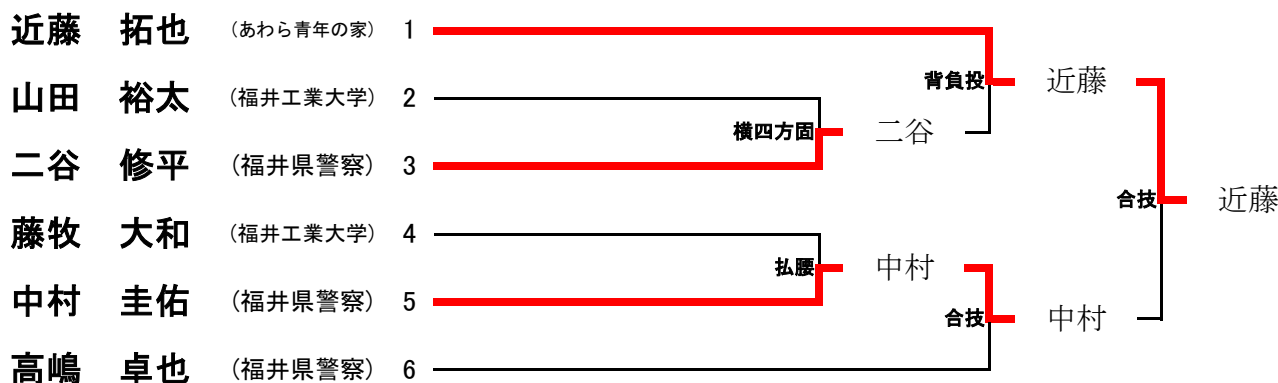 近藤　拓也　（あわら青年の家）　1
背負投　近藤
山田　裕太　（福井工業大学）　2
横四方固　二谷
二谷　修平　（福井県警察）　3
合技　近藤
藤牧　大和　（福井工業大学）　4
払腰　中村
中村　圭佑　（福井県警察）　5
合技　中村
高嶋　卓也　（福井県警察）　6